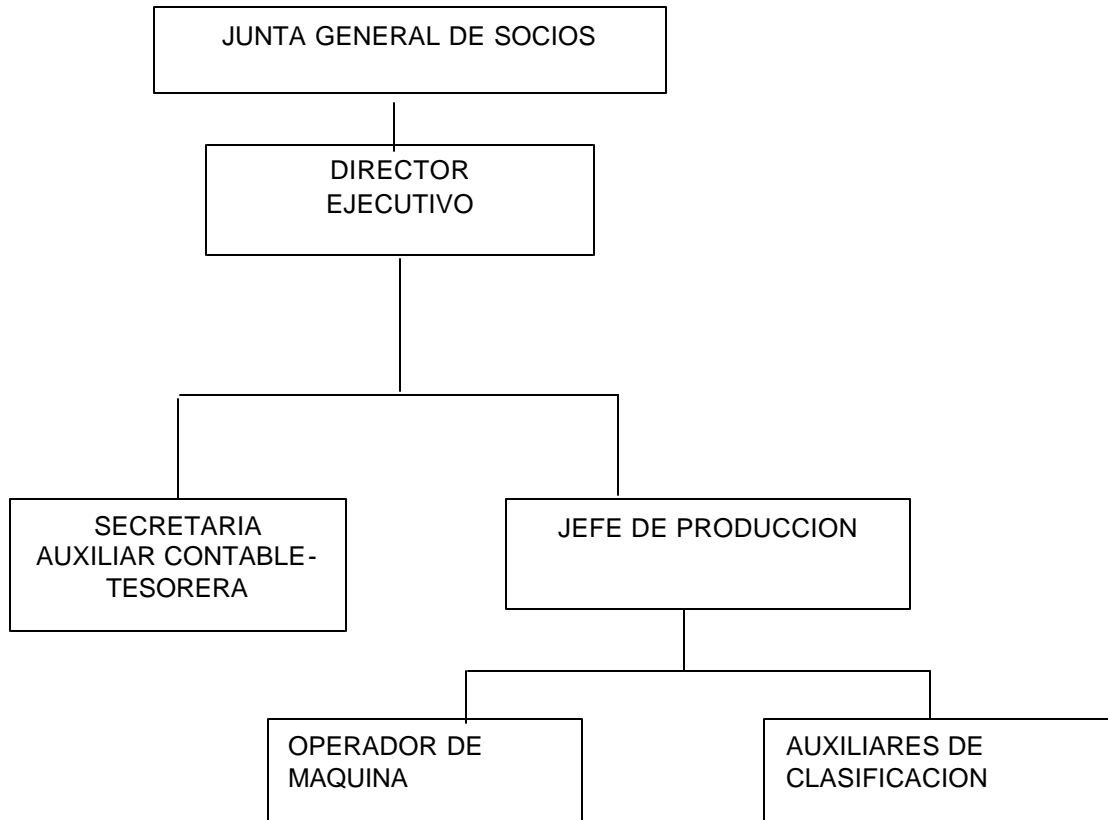 JUNTA GENERAL DE SOCIOS
DIRECTOR
EJECUTIVO
SECRETARIA
AUXILIAR CONTABLE-
TESORERA
JEFE DE PRODUCCION
OPERADOR DE
MAQUINA
AUXILIARES DE
CLASIFICACION